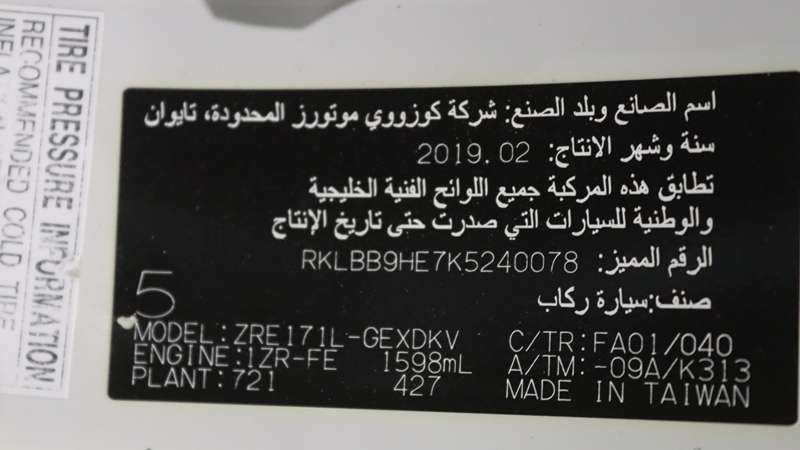 TIRE PRESSURE INFORMATION
RECOMMENDED COLD TIRE
اسم الصانع وبلد الصنع: شركة كوزووي موتورز المحدودة، تايوان
سنة وشهر الانتاج: 2019.02
تطابق هذه المركبة جميع اللوائح الفنية الخليجية
والوطنية للسيارات التي صدرت حتى تاريخ الإنتاج
الرقم المميز: RKLBB9HE7K5240078
صنف:سيارة ركاب
5
MODEL:ZRE171L-GEXDKV C/TR:FA01/040
ENGINE:1ZR-FE 1598mL A/TM:-09A/K313
PLANT:721 427 MADE IN TAIWAN